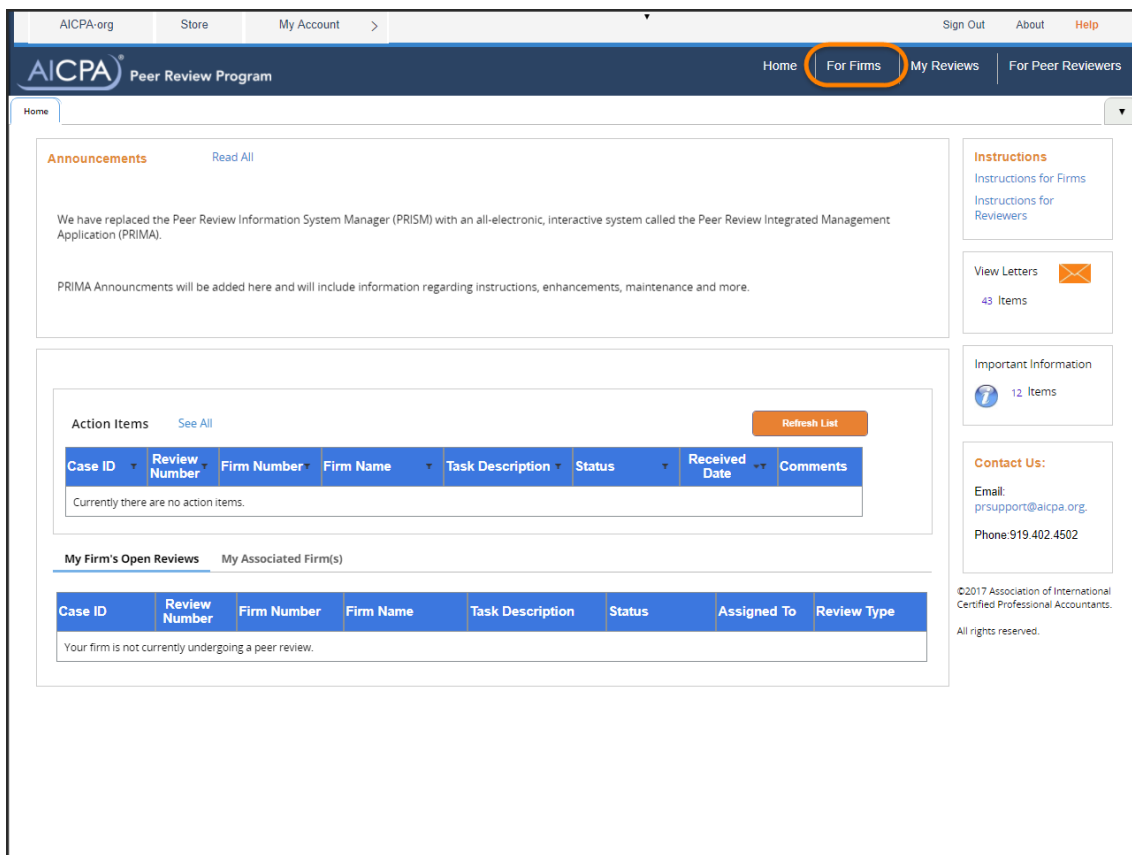 AICPA-org Store My Account > Sign Out About Help
AICPA® Peer Review Program Home For Firms My Reviews For Peer Reviewers
Home
Announcements Read All
We have replaced the Peer Review Information System Manager (PRISM) with an all-electronic, interactive system called the Peer Review Integrated Management
Application (PRIMA).
PRIMA Announcments will be added here and will include information regarding instructions, enhancements, maintenance and more.
Instructions
Instructions for Firms
Instructions for
Reviewers
View Letters
43 Items
Important Information
12 Items
Action Items See All Refresh List
Case ID Review Number Firm Number Firm Name Task Description Status Received Date Comments
Currently there are no action items.
My Firm's Open Reviews My Associated Firm(s)
Case ID Review Number Firm Number Firm Name Task Description Status Assigned To Review Type
Your firm is not currently undergoing a peer review.
Contact Us:
Email:
prsupport@aicpa.org.
Phone:919.402.4502
©2017 Association of International
Certified Professional Accountants.
All rights reserved.